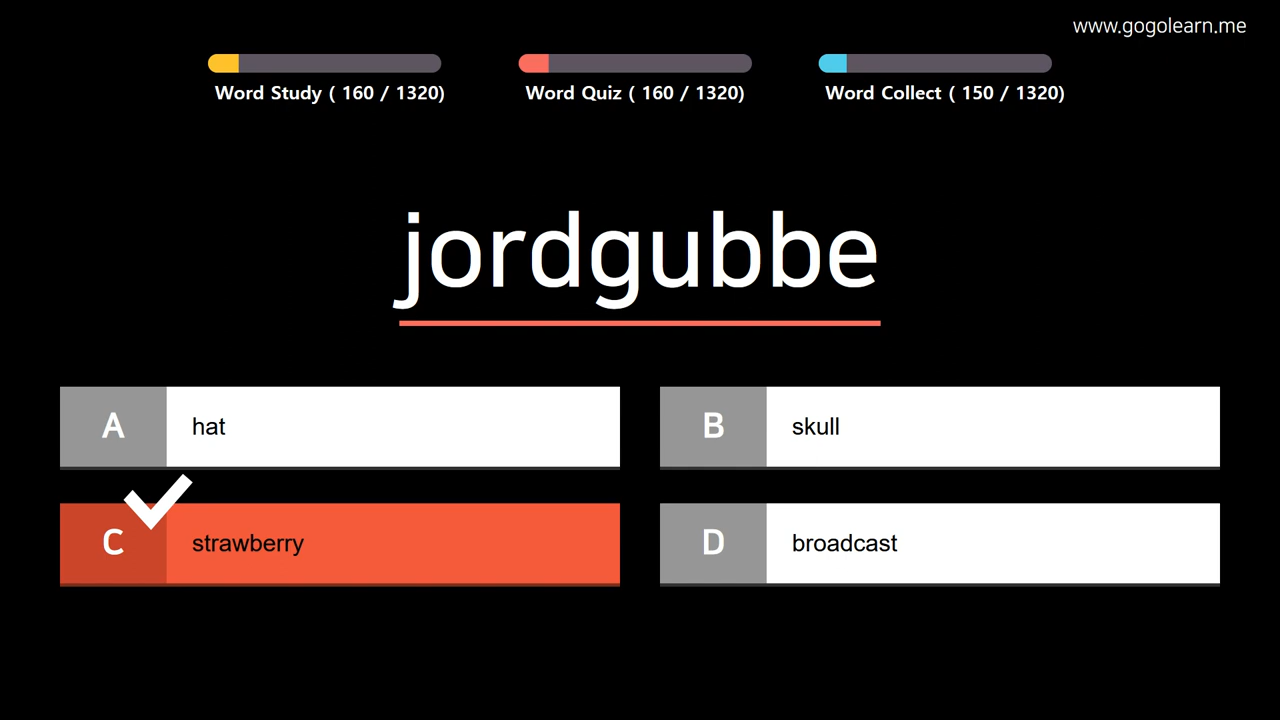 www.gogolearn.me
Word Study ( 160 / 1320)
Word Quiz ( 160 / 1320)
Word Collect ( 150 / 1320)
jordgubbe
A hat
B skull
C strawberry
D broadcast